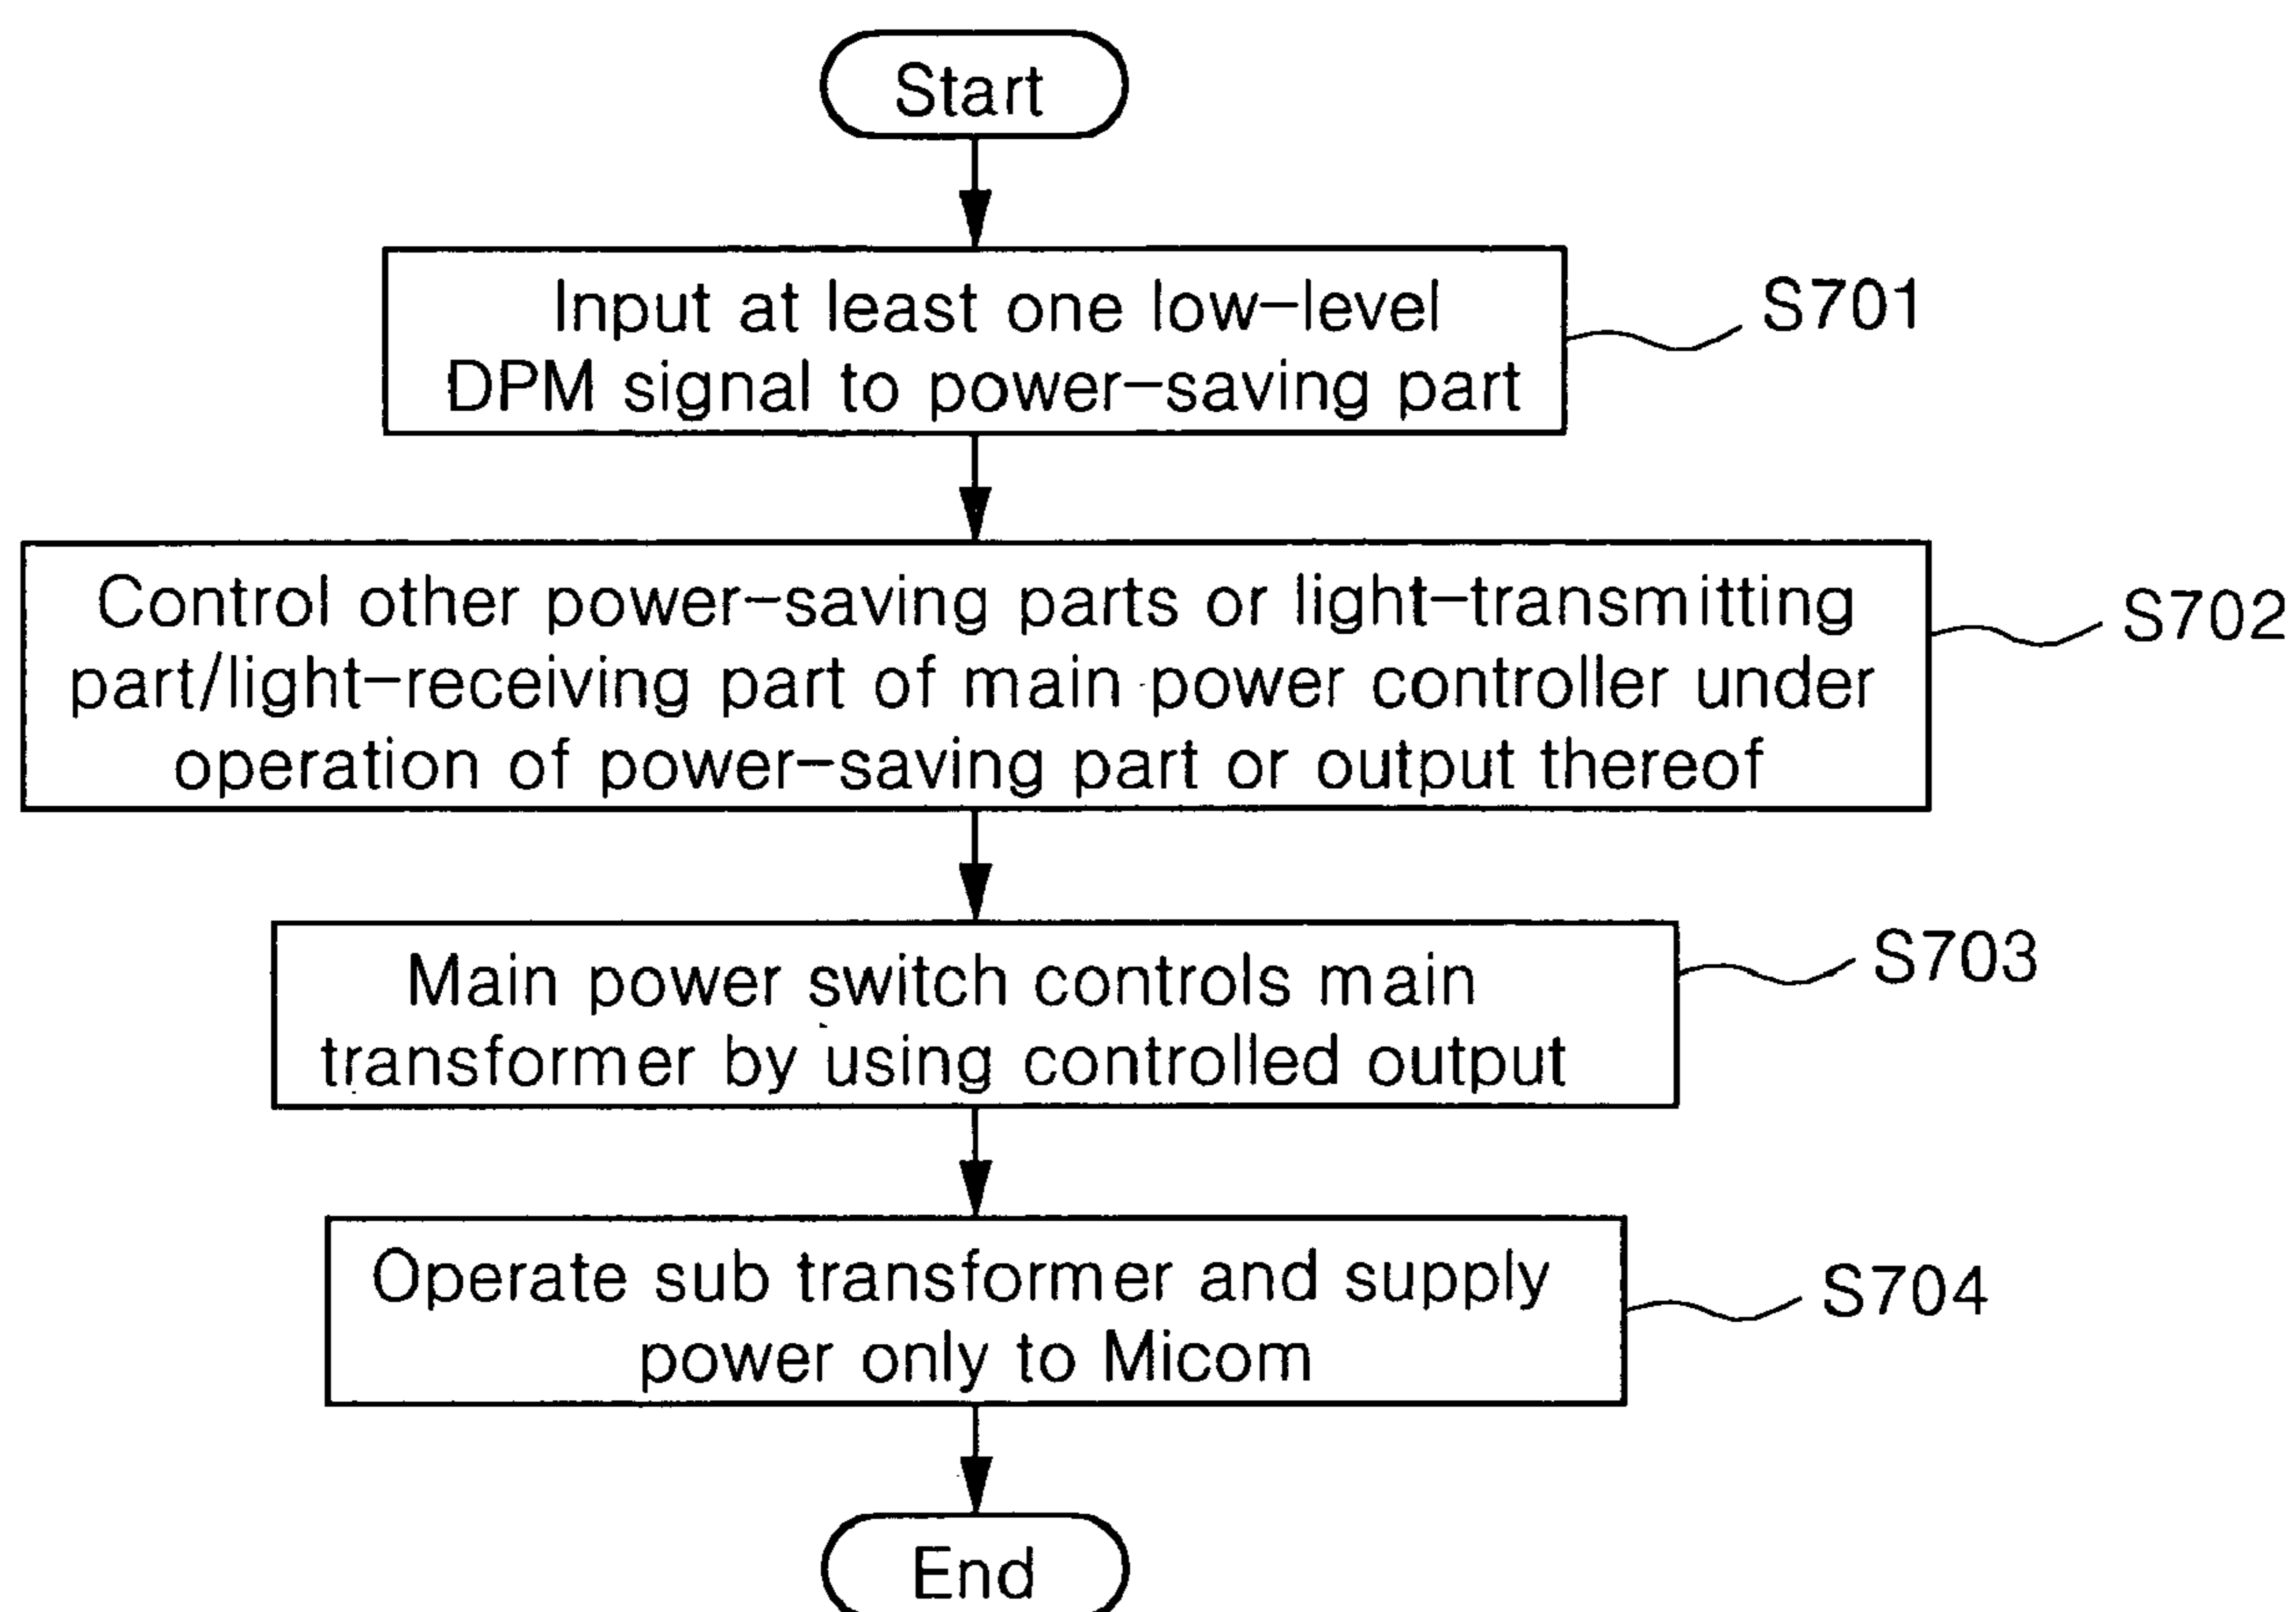 Start
Input at least one low-level
DPM signal to power-saving part
S701
Control other power-saving parts or light-transmitting
part/light-receiving part of main power controller under
operation of power-saving part or output thereof
S702
Main power switch controls main
transformer by using controlled output
S703
Operate sub transformer and supply
power only to Micom
S704
End